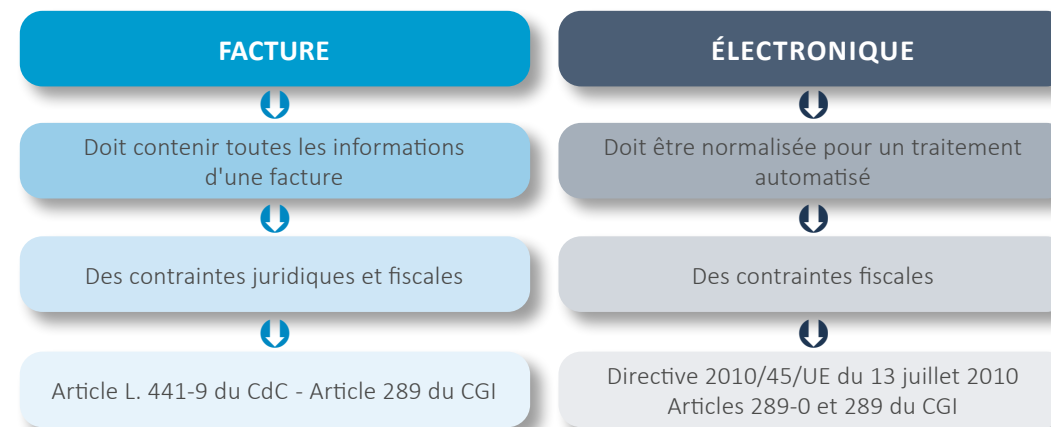 FACTURE
Doit contenir toutes les informations
d'une facture
Des contraintes juridiques et fiscales
Article L. 441-9 du CdC - Article 289 du CGI
ÉLECTRONIQUE
Doit être normalisée pour un traitement
automatisé
Des contraintes fiscales
Directive 2010/45/UE du 13 juillet 2010
Articles 289-0 et 289 du CGI